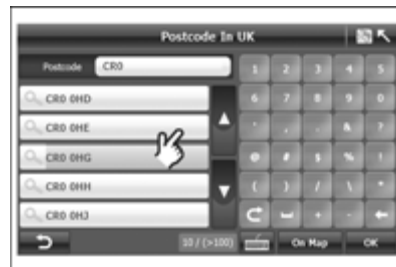 Postcode In UK
Postcode CR0
1 2 3 4 5
CR0 0HD
6 7 8 9 0
CR0 0HE
' , . & ?
CR0 0HG
@ # $ % !
CR0 0HH
( ) / \ *
CR0 0HJ
+ -
10 / (>100)
On Map
OK